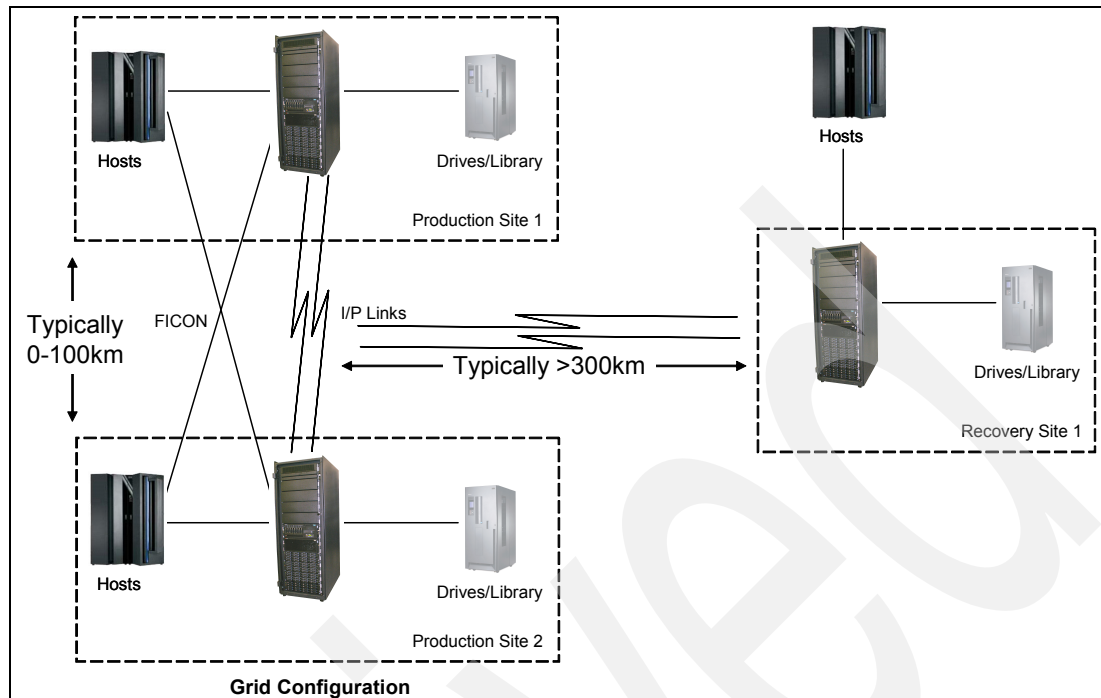 Hosts
Drives/Library
Production Site 1
Hosts
Drives/Library
Recovery Site 1
Typically
0-100km
FICON
I/P Links
Typically >300km
Hosts
Drives/Library
Production Site 2
Grid Configuration